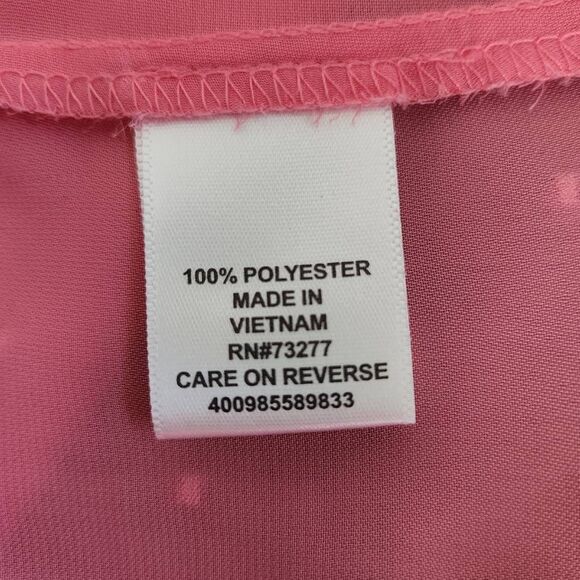 100% POLYESTER
MADE IN
VIETNAM
RN#73277
CARE ON REVERSE
400985589833